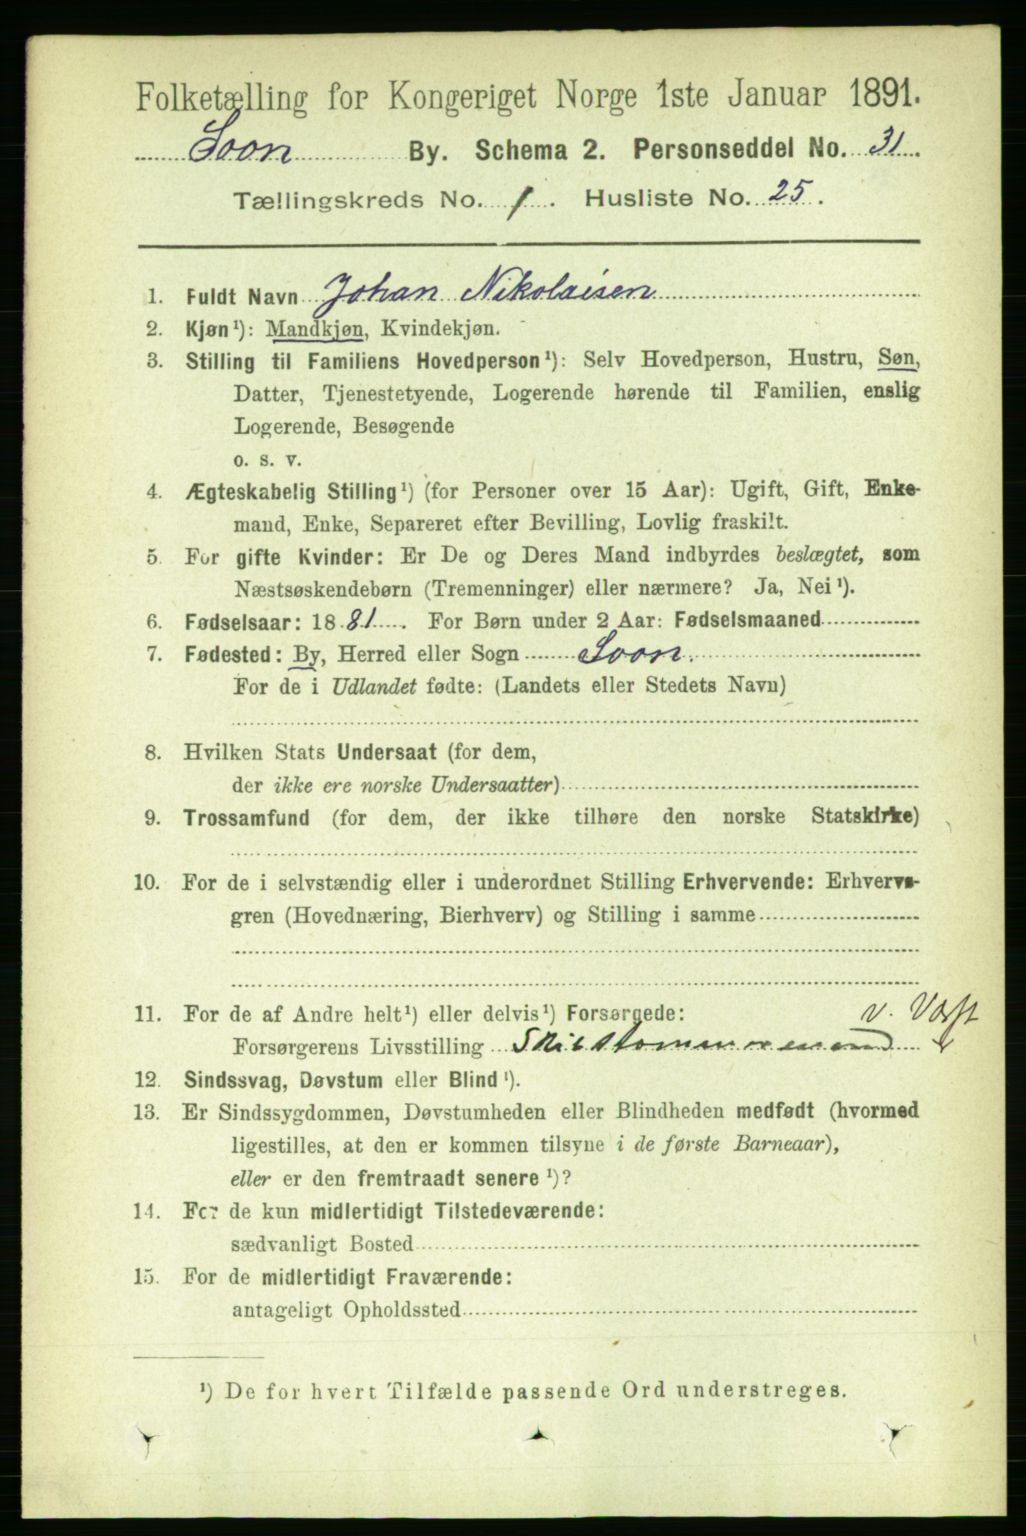 Folketælling for Kongeriget Norge 1ste Januar 1891.
Soon By. Schema 2. Personseddel No. 31.
Tællingskreds No. 1. Husliste No. 25.
1. Fuldt Navn Johan Nikolaisen
2. Kjøn¹): Mandkjøn, Kvindekjøn.
3. Stilling til Familiens Hovedperson¹): Selv Hovedperson, Hustru, Søn,
Datter, Tjenestetyende, Logerende hørende til Familien, enslig
Logerende, Besøgende
o. s. v.
4. Ægteskabelig Stilling¹) (for Personer over 15 Aar): Ugift, Gift, Enke-
mand, Enke, Separeret efter Bevilling, Lovlig fraskilt.
5. For gifte Kvinder: Er De og Deres Mand indbyrdes beslægtet, som
Næstsøskendebørn (Tremenninger) eller nærmere? Ja, Nei¹).
6. Fødselsaar: 1881. For Børn under 2 Aar: Fødselsmaaned
7. Fødested: By, Herred eller Sogn Soon.
For de i Udlandet fødte: (Landets eller Stedets Navn)
8. Hvilken Stats Undersaat (for dem,
der ikke ere norske Undersaatter)
9. Trossamfund (for dem, der ikke tilhøre den norske Statskirke)
10. For de i selvstændig eller i underordnet Stilling Erhvervende: Erhvervs-
gren (Hovednæring, Bierhverv) og Stilling i samme
11. For de af Andre helt¹) eller delvis¹) Forsørgede:
v. Værft
Forsørgerens Livsstilling Skibstømmermand
12. Sindssvag, Døvstum eller Blind¹).
13. Er Sindssygdommen, Døvstumheden eller Blindheden medfødt (hvormed
ligestilles, at den er kommen tilsyne i de første Barneaar),
eller er den fremtraadt senere¹)?
14. For de kun midlertidigt Tilstedeværende:
sædvanligt Bosted
15. For de midlertidigt Fraværende:
antageligt Opholdssted
¹) De for hvert Tilfælde passende Ord understreges.